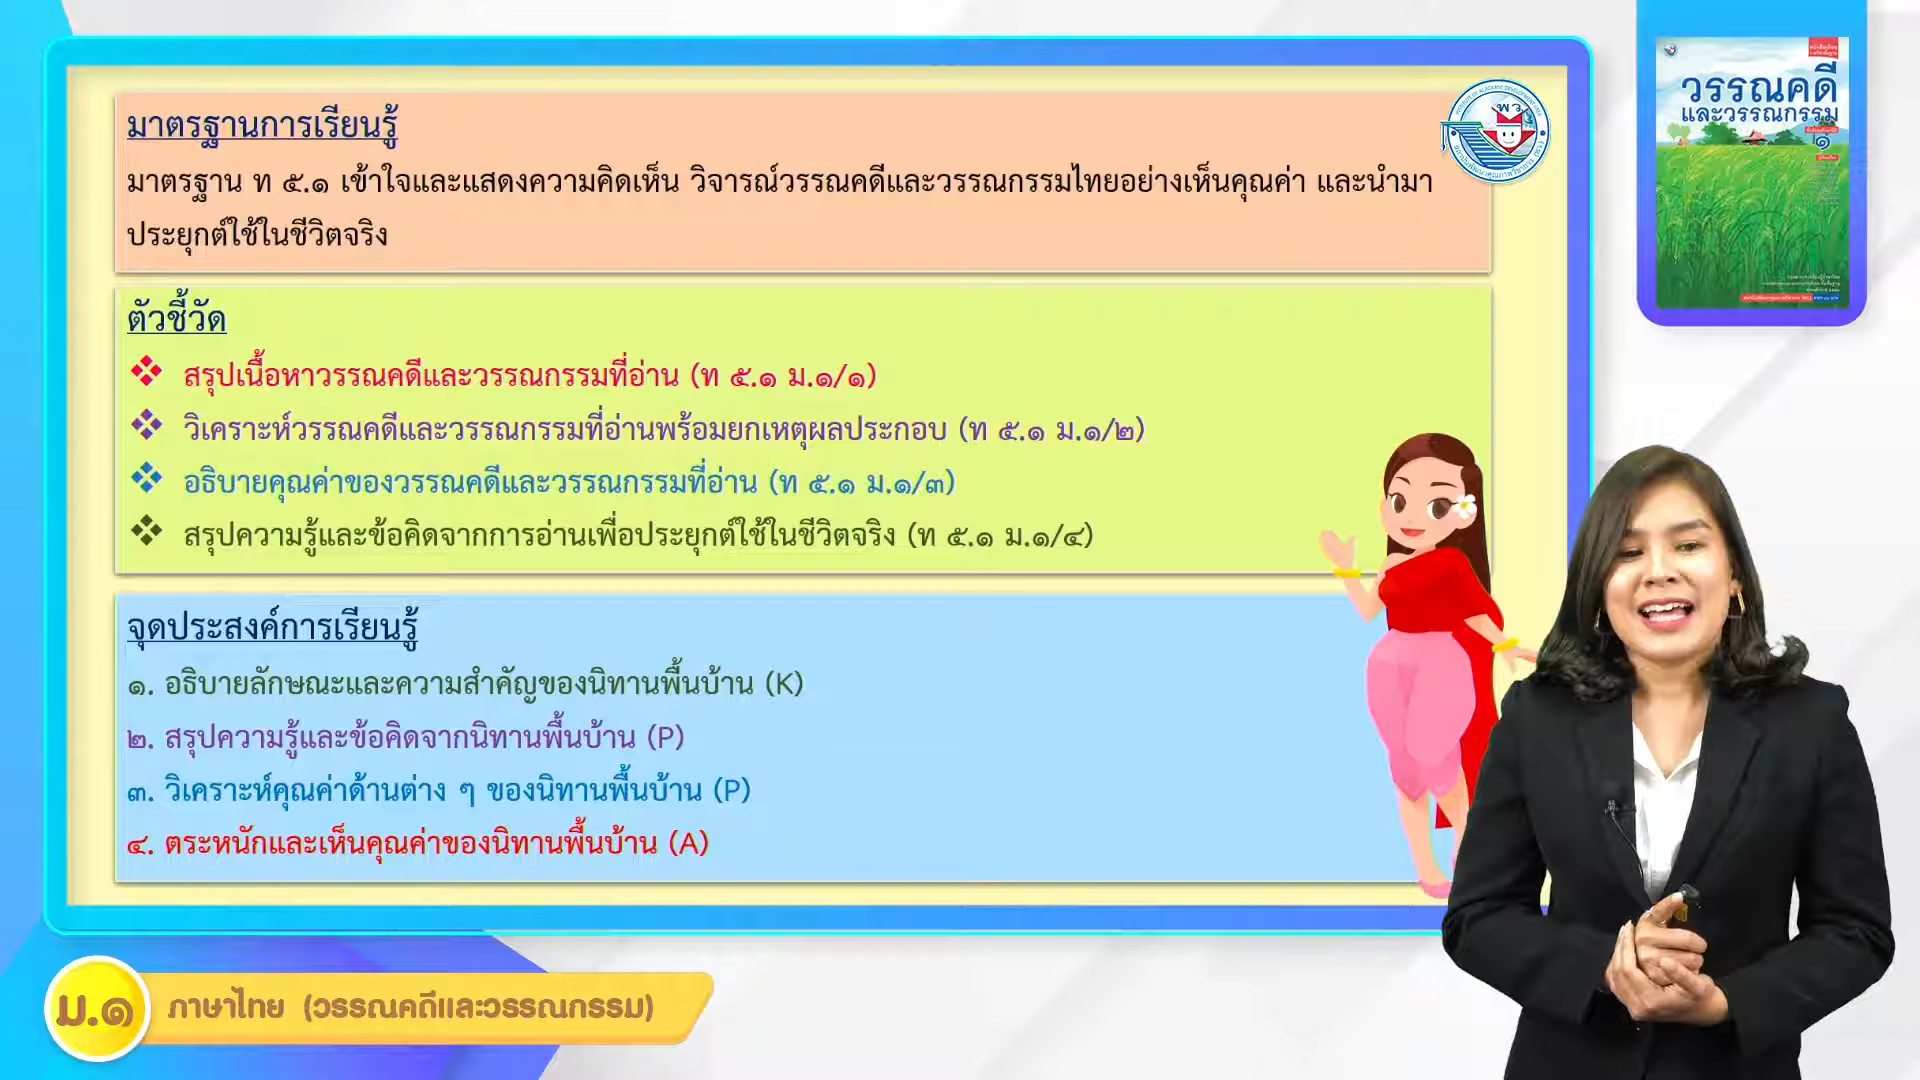 มาตรฐานการเรียนรู้
มาตรฐาน ท ๕.๑ เข้าใจและแสดงความคิดเห็น วิจารณ์วรรณคดีและวรรณกรรมไทยอย่างเห็นคุณค่า และนำมา
ประยุกต์ใช้ในชีวิตจริง
ตัวชี้วัด
❖ สรุปเนื้อหาวรรณคดีและวรรณกรรมที่อ่าน (ท ๕.๑ ม.๑/๑)
❖ วิเคราะห์วรรณคดีและวรรณกรรมที่อ่านพร้อมยกเหตุผลประกอบ (ท ๕.๑ ม.๑/๒)
❖ อธิบายคุณค่าของวรรณคดีและวรรณกรรมที่อ่าน (ท ๕.๑ ม.๑/๓)
❖ สรุปความรู้และข้อคิดจากการอ่านเพื่อประยุกต์ใช้ในชีวิตจริง (ท ๕.๑ ม.๑/๔)
จุดประสงค์การเรียนรู้
๑. อธิบายลักษณะและความสำคัญของนิทานพื้นบ้าน (K)
๒. สรุปความรู้และข้อคิดจากนิทานพื้นบ้าน (P)
๓. วิเคราะห์คุณค่าด้านต่าง ๆ ของนิทานพื้นบ้าน (P)
๔. ตระหนักและเห็นคุณค่าของนิทานพื้นบ้าน (A)
พว
วรรณคดี
และวรรณกรรม
๑
ม.๑ ภาษาไทย (วรรณคดีและวรรณกรรม)